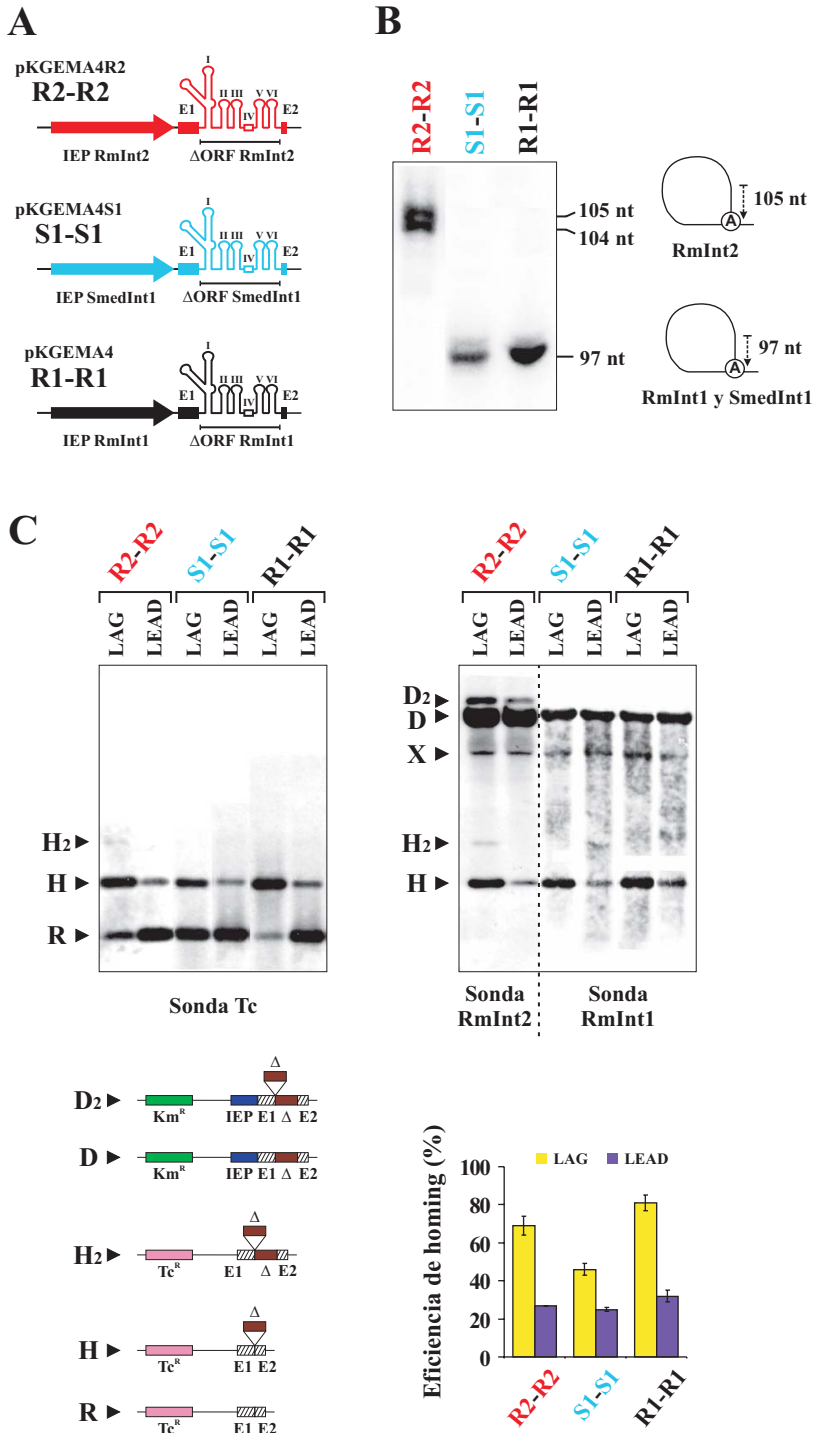 A
pKGEMA4R2
R2-R2
I
II III
IV
V VI
E1
E2
IEP RmInt2
ΔORF RmInt2
pKGEMA4S1
S1-S1
I
II III
IV
V VI
E1
E2
IEP SmedInt1
ΔORF SmedInt1
pKGEMA4
R1-R1
I
II III
IV
V VI
E1
E2
IEP RmInt1
ΔORF RmInt1
B
R2-R2
S1-S1
R1-R1
105 nt
104 nt
97 nt
105 nt
A
RmInt2
97 nt
A
RmInt1 y SmedInt1
C
R2-R2
S1-S1
R1-R1
LAG
LEAD
LAG
LEAD
LAG
LEAD
H2
H
R
Sonda Tc
R2-R2
S1-S1
R1-R1
LAG
LEAD
LAG
LEAD
LAG
LEAD
D2
D
X
H2
H
Sonda RmInt2
Sonda RmInt1
D2
Δ
KmR
IEP E1 Δ E2
D
KmR
IEP E1 Δ E2
H2
Δ
TcR
E1 Δ E2
H
Δ
TcR
E1 E2
R
TcR
E1 E2
Eficiencia de homing (%)
LAG LEAD
100
80
60
40
20
0
R2-R2
S1-S1
R1-R1